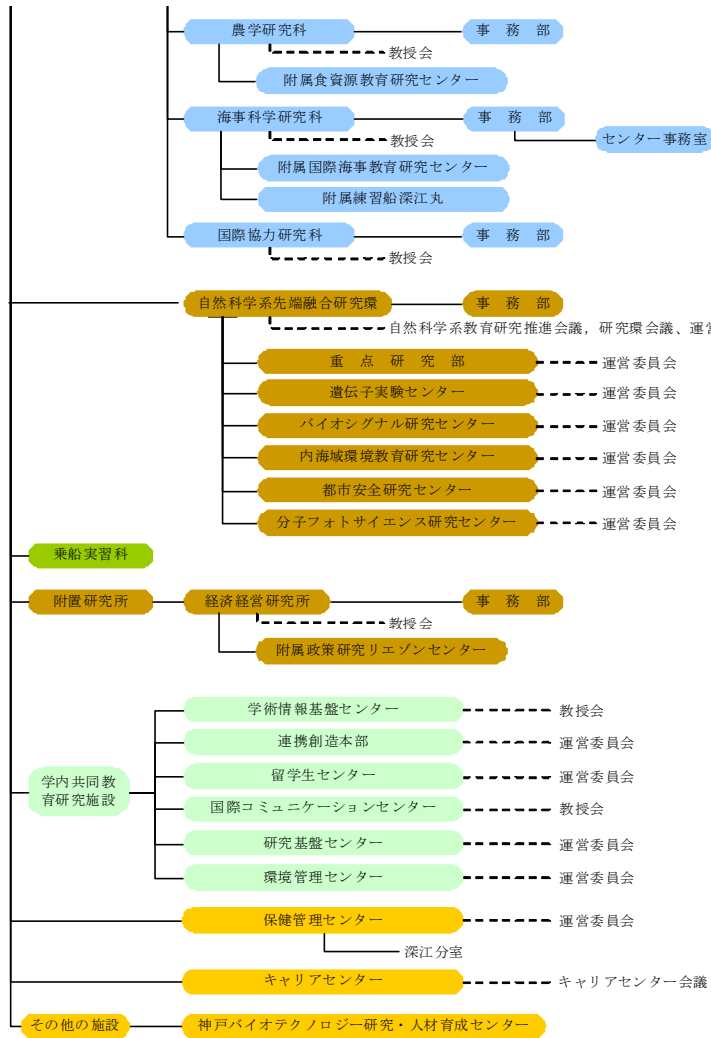 農学研究科 事務部
教授会
附属食資源教育研究センター
海事科学研究科 事務部
教授会 センター事務室
附属国際海事教育研究センター
附属練習船深江丸
国際協力研究科 事務部
教授会
自然科学系先端融合研究環 事務部
自然科学系教育研究推進会議，研究環会議、運営
重点研究部 運営委員会
遺伝子実験センター 運営委員会
バイオシグナル研究センター 運営委員会
内海域環境教育研究センター 運営委員会
都市安全研究センター 運営委員会
分子フォトサイエンス研究センター 運営委員会
乗船実習科
附置研究所 経済経営研究所 事務部
教授会
附属政策研究リエゾンセンター
学術情報基盤センター 教授会
連携創造本部 運営委員会
学内共同教
育研究施設
留学生センター 運営委員会
国際コミュニケーションセンター 教授会
研究基盤センター 運営委員会
環境管理センター 運営委員会
保健管理センター 運営委員会
深江分室
キャリアセンター キャリアセンター会議
その他の施設 神戸バイオテクノロジー研究・人材育成センター